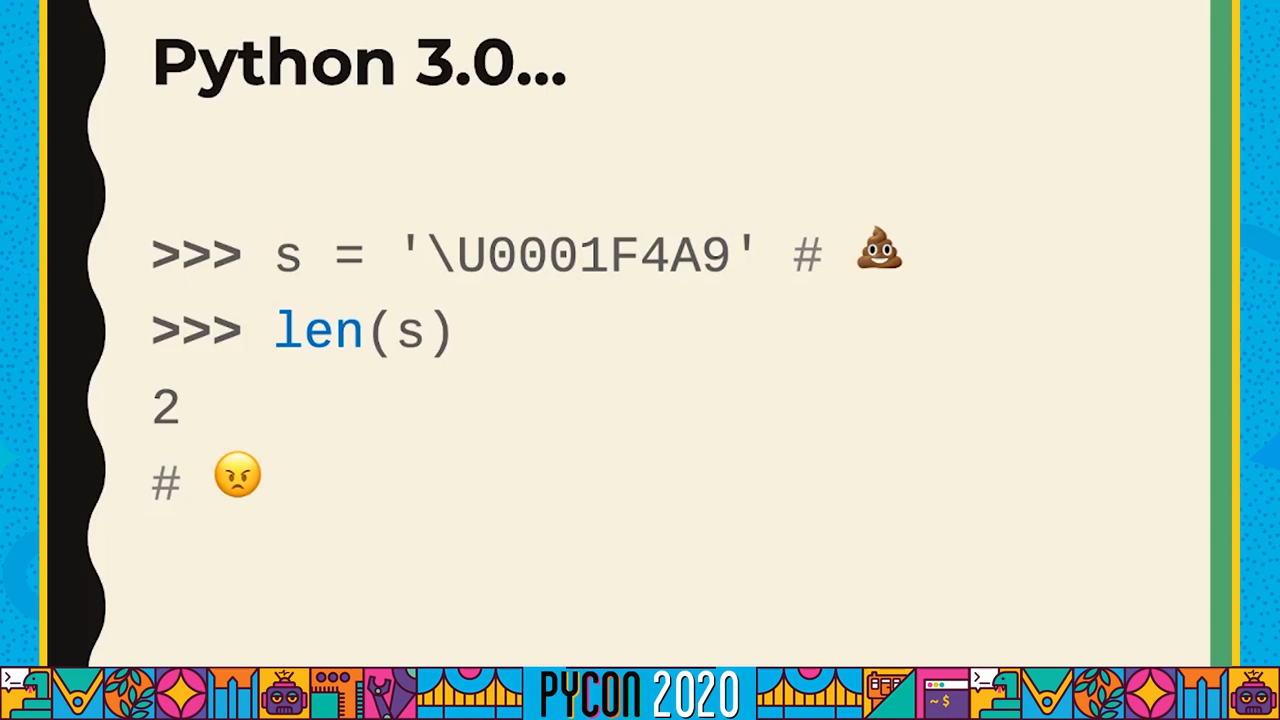 Python 3.0...
>>> s = '\U0001F4A9' # 💩
>>> len(s)
2
# 😠
~ $
PYCON 2020